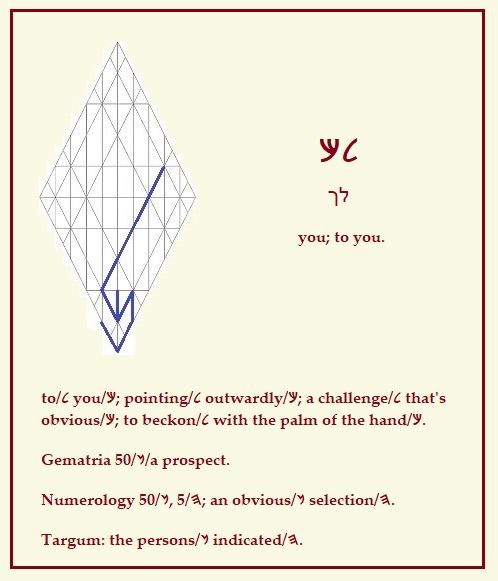 𐤋𐤊
לך
you; to you.
to/𐤋 you/𐤊; pointing/𐤋 outwardly/𐤊; a challenge/𐤋 that's
obvious/𐤊; to beckon/𐤋 with the palm of the hand/𐤊.
Gematria 50/𐤍/a prospect.
Numerology 50/𐤍, 5/𐤄; an obvious/𐤍 selection/𐤄.
Targum: the persons/𐤍 indicated/𐤄.